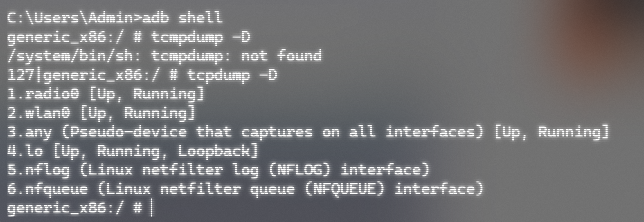 C:\Users\Admin>adb shell
generic_x86:/ # tcmpdump -D
/system/bin/sh: tcmpdump: not found
127|generic_x86:/ # tcpdump -D
1.radio0 [Up, Running]
2.wlan0 [Up, Running]
3.any (Pseudo-device that captures on all interfaces) [Up, Running]
4.lo [Up, Running, Loopback]
5.nflog (Linux netfilter log (NFLOG) interface)
6.nfqueue (Linux netfilter queue (NFQUEUE) interface)
generic_x86:/ #